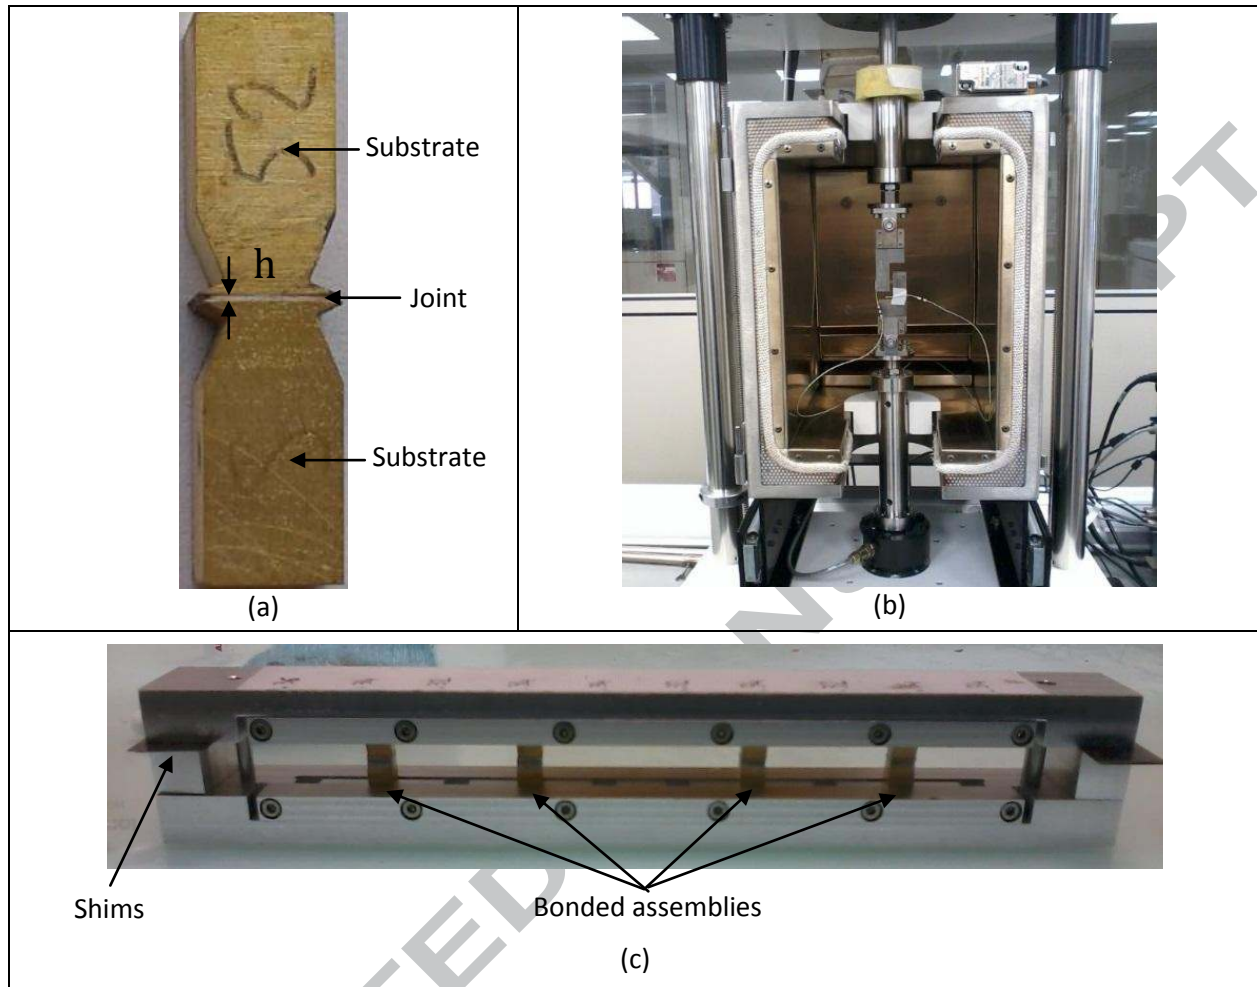 52
Substrate
h
Joint
Substrate
(a)
(b)
Shims
Bonded assemblies
(c)